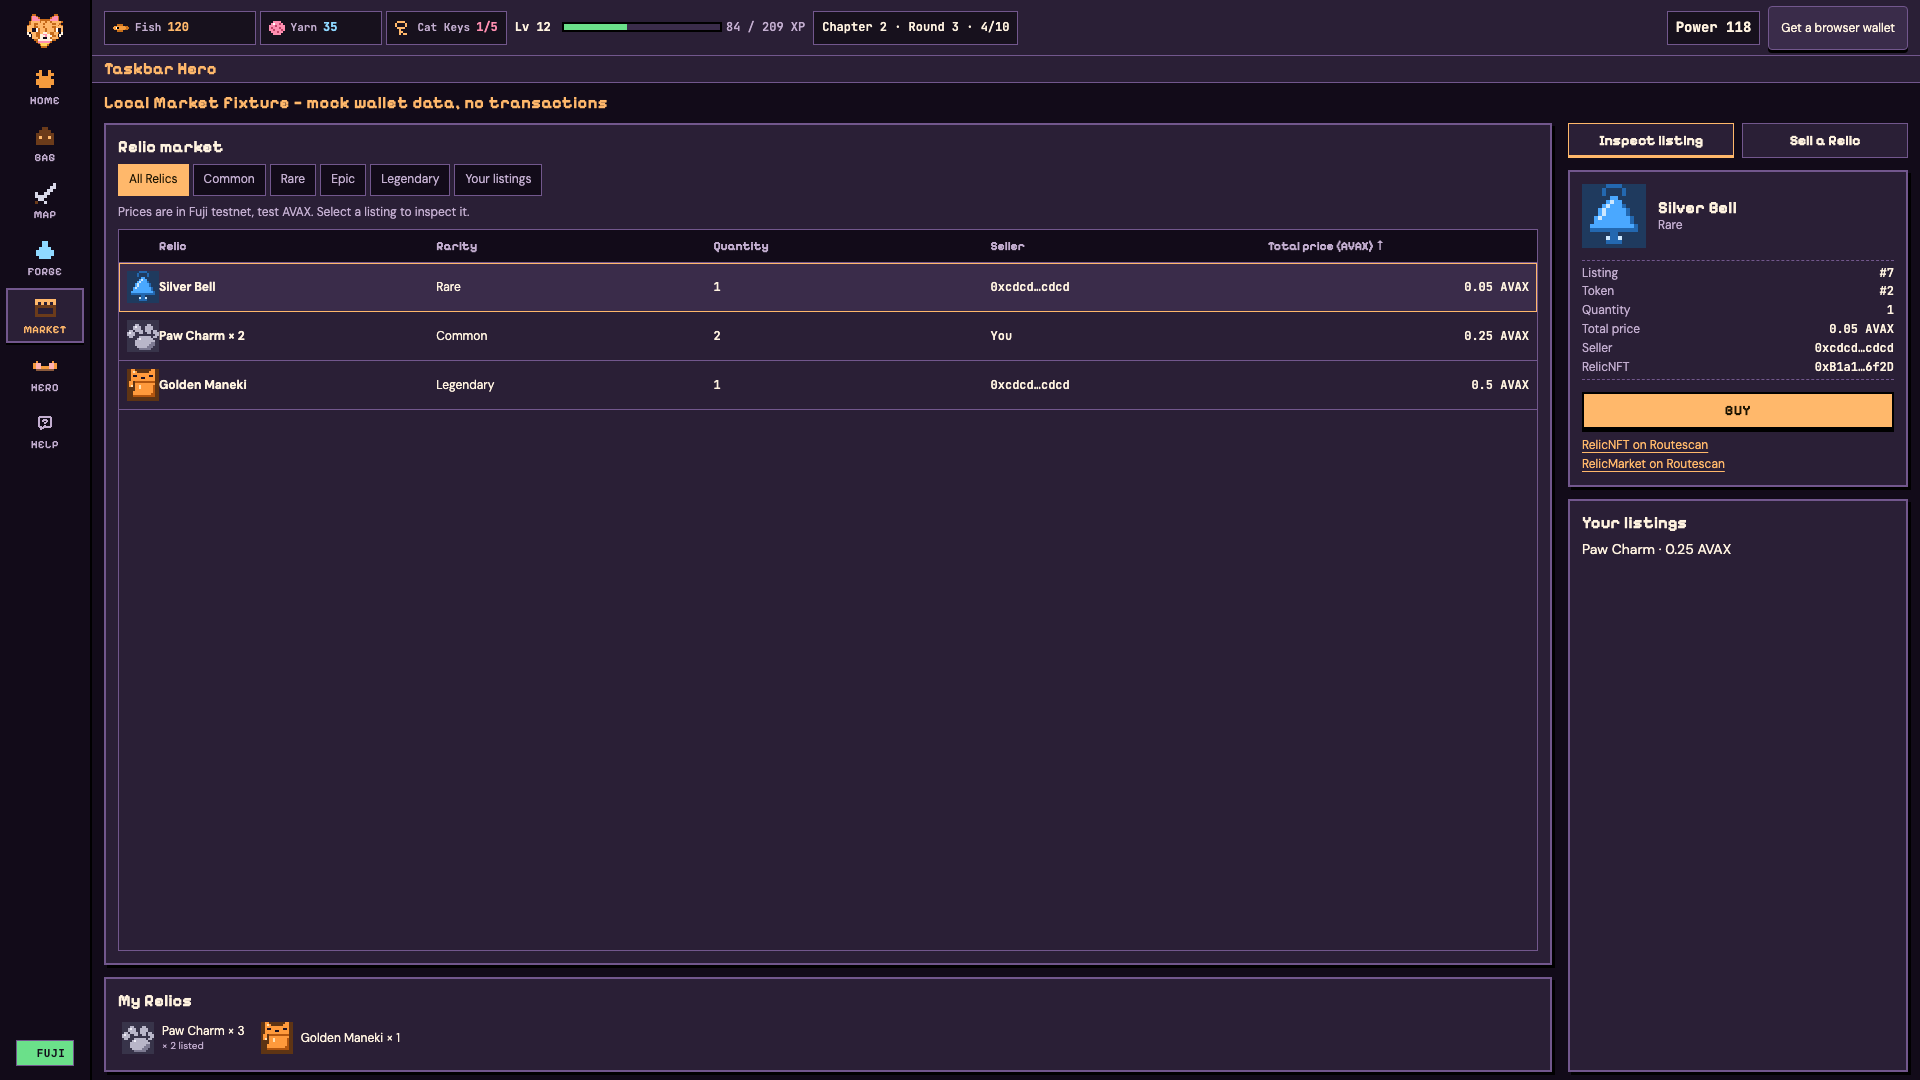 Fish 120
Yarn 35
Cat Keys 1/5
Lv 12
84 / 209 XP
Chapter 2 · Round 3 · 4/10
Power 118
Get a browser wallet
HOME
BAG
MAP
FORGE
MARKET
HERO
HELP
FUJI
Taskbar Hero
Local Market Fixture - mock wallet data, no transactions
Relic market
All Relics
Common
Rare
Epic
Legendary
Your listings
Prices are in Fuji testnet, test AVAX. Select a listing to inspect it.
Relic Rarity Quantity Seller Total price (AVAX) ↑
Silver Bell Rare 1 0xcdcd…cdcd 0.05 AVAX
Paw Charm × 2 Common 2 You 0.25 AVAX
Golden Maneki Legendary 1 0xcdcd…cdcd 0.5 AVAX
My Relics
Paw Charm × 3
× 2 listed
Golden Maneki × 1
Inspect listing
Sell a Relic
Silver Bell
Rare
Listing #7
Token #2
Quantity 1
Total price 0.05 AVAX
Seller 0xcdcd…cdcd
RelicNFT 0xB1a1…6f2D
BUY
RelicNFT on Routescan
RelicMarket on Routescan
Your listings
Paw Charm · 0.25 AVAX